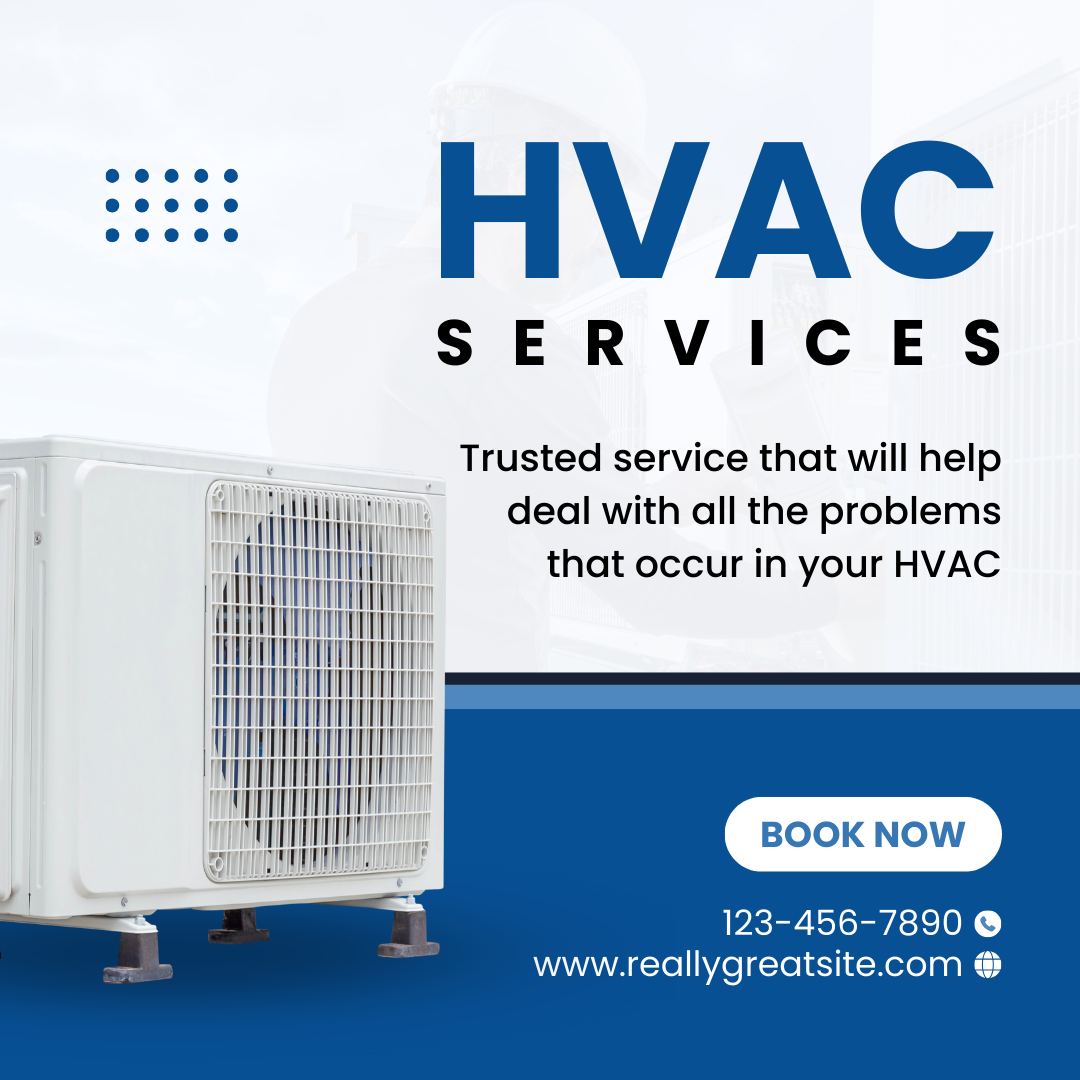 HVAC
SERVICES
Trusted service that will help
deal with all the problems
that occur in your HVAC
BOOK NOW
123-456-7890
www.reallygreatsite.com